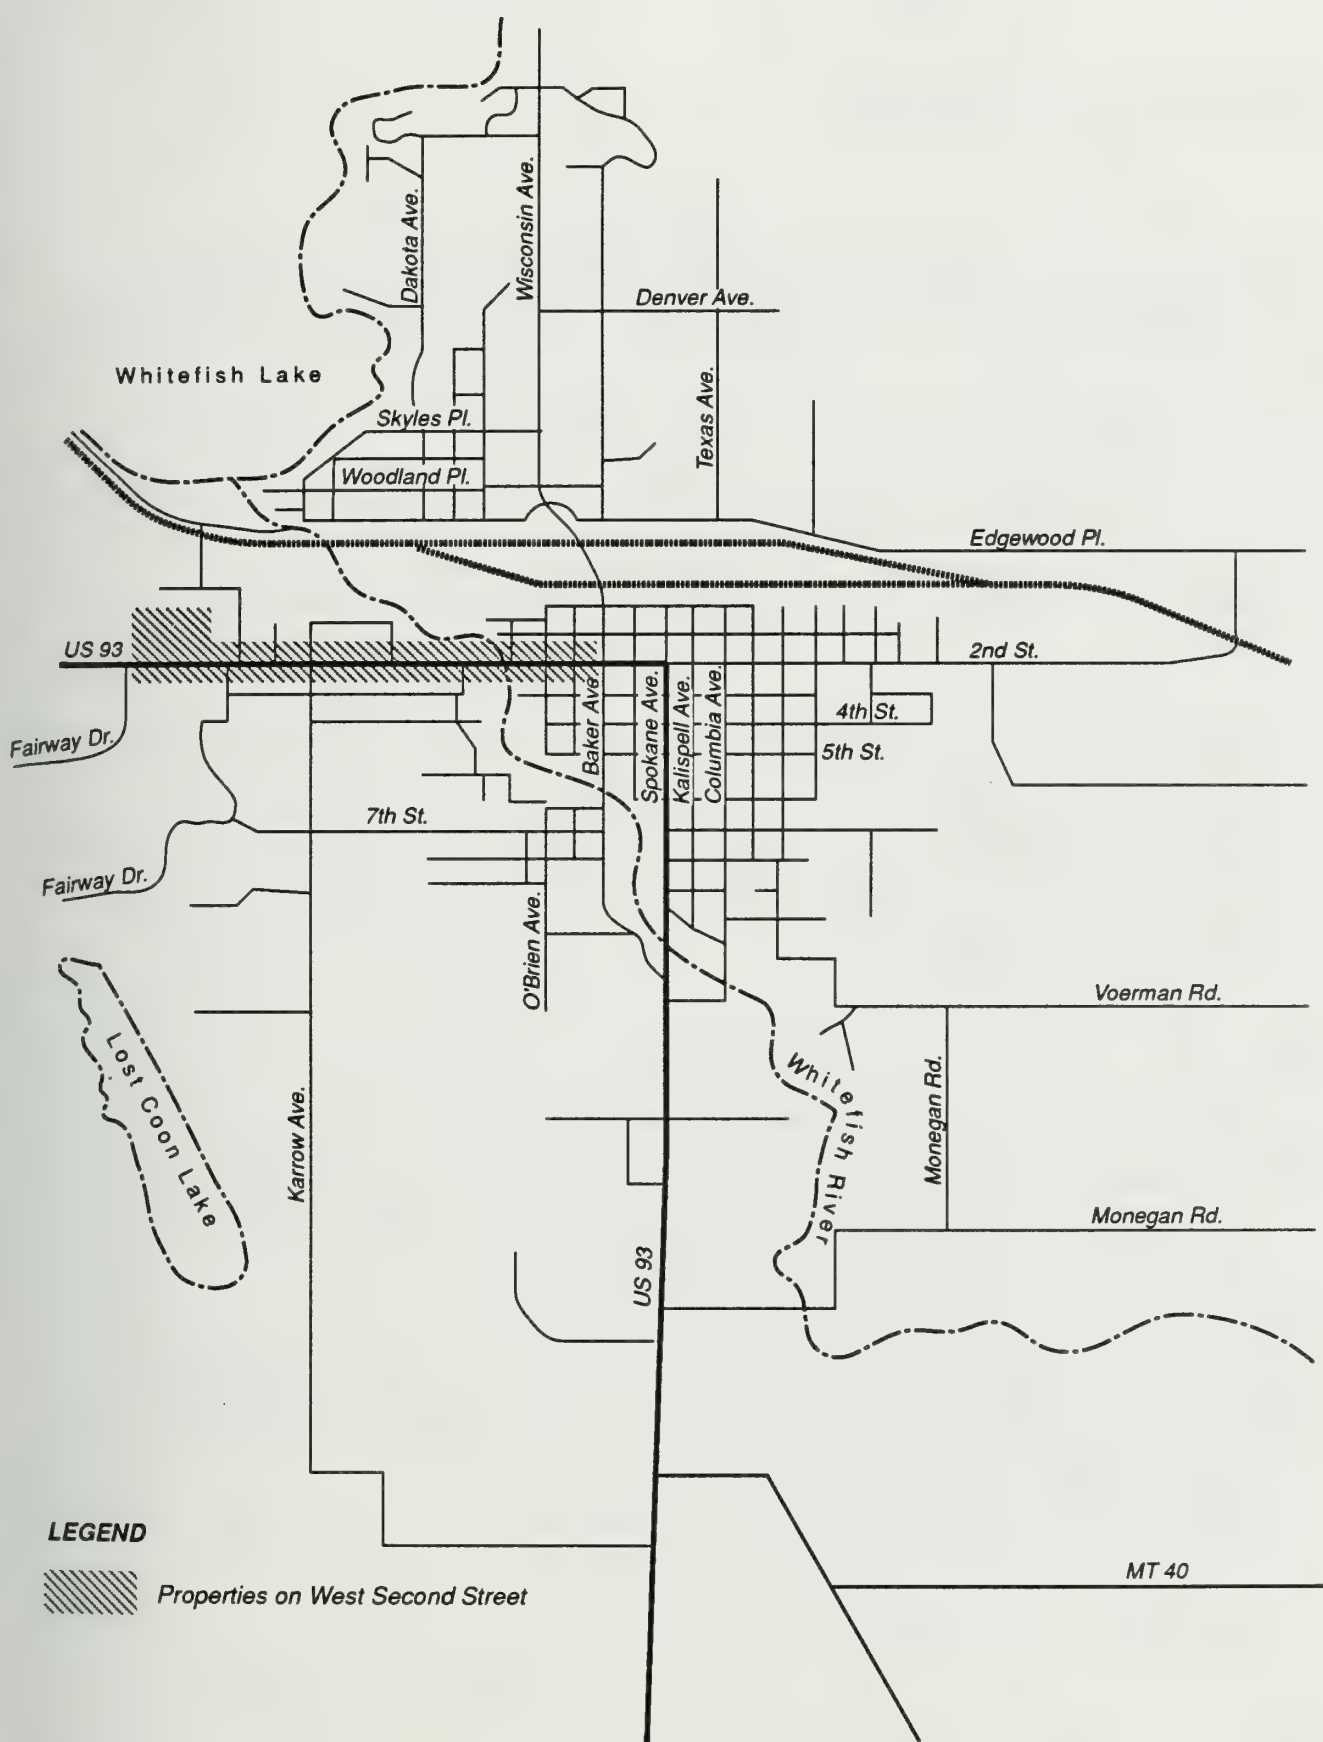 Dakota Ave.
Wisconsin Ave.
Denver Ave.
Whitefish Lake
Texas Ave.
Skyles Pl.
Woodland Pl.
Edgewood Pl.
US 93
2nd St.
Fairway Dr.
Baker Ave.
Spokane Ave.
Kalispell Ave.
Columbia Ave.
4th St.
5th St.
7th St.
Fairway Dr.
O'Brien Ave.
Voerman Rd.
Lost Coon Lake
Whitefish River
Karrow Ave.
Monegan Rd.
Monegan Rd.
US 93
LEGEND
Properties on West Second Street
MT 40